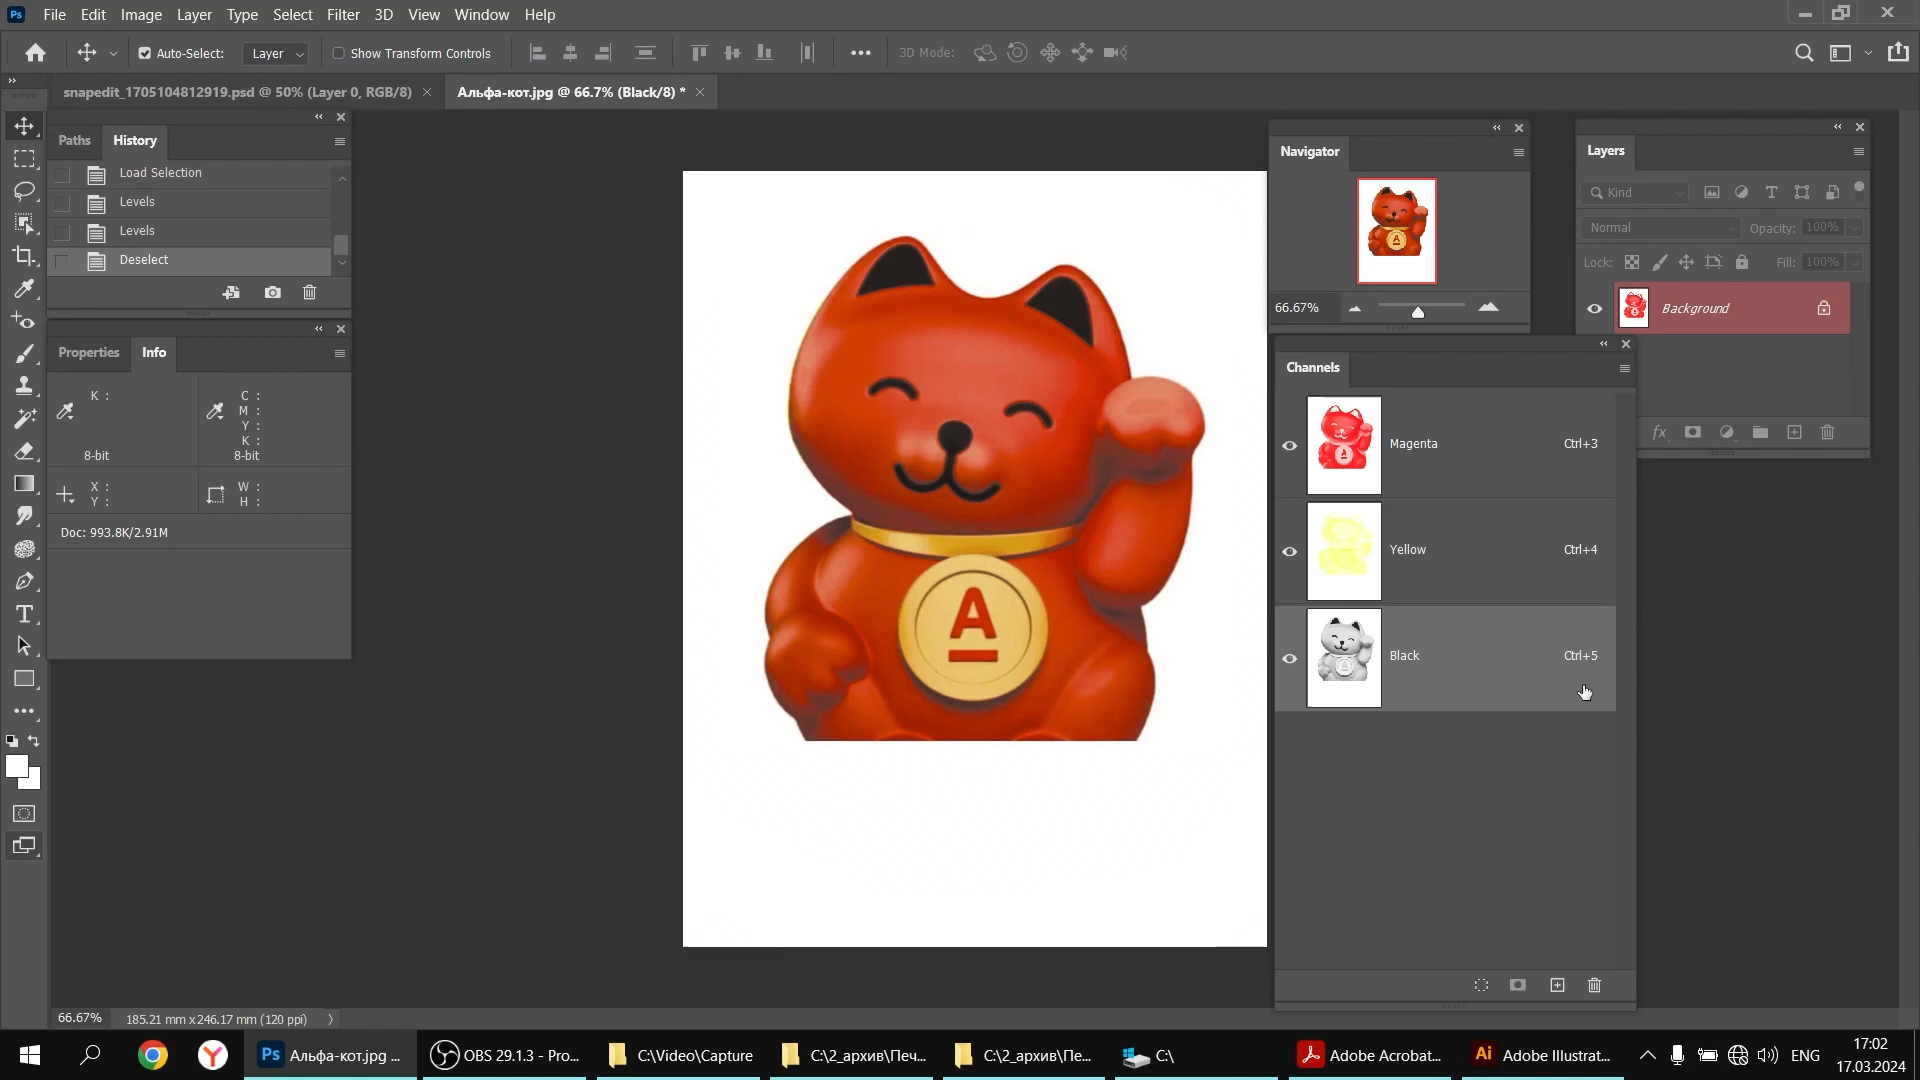 File Edit Image Layer Type Select Filter 3D View Window Help
Auto-Select: Layer Show Transform Controls 3D Mode:
snapedit_1705104812919.psd @ 50% (Layer 0, RGB/8) Альфа-кот.jpg @ 66.7% (Black/8) *
Paths History
Load Selection
Levels
Levels
Deselect
Properties Info
K :
8-bit
C :
M :
Y :
K :
8-bit
X :
Y :
W :
H :
Doc: 993.8K/2.91M
A
Navigator
66.67%
Layers
Kind
Normal Opacity: 100%
Lock: Fill: 100%
Background
fx
Channels
Magenta Ctrl+3
Yellow Ctrl+4
Black Ctrl+5
66.67% 185.21 mm x 246.17 mm (120 ppi)
Альфа-кот.jpg ... OBS 29.1.3 - Pro... C:\Video\Capture C:\2_архив\Печ... C:\2_архив\Пе... C:\ Adobe Acrobat... Adobe Illustrat... ENG
17:02
17.03.2024